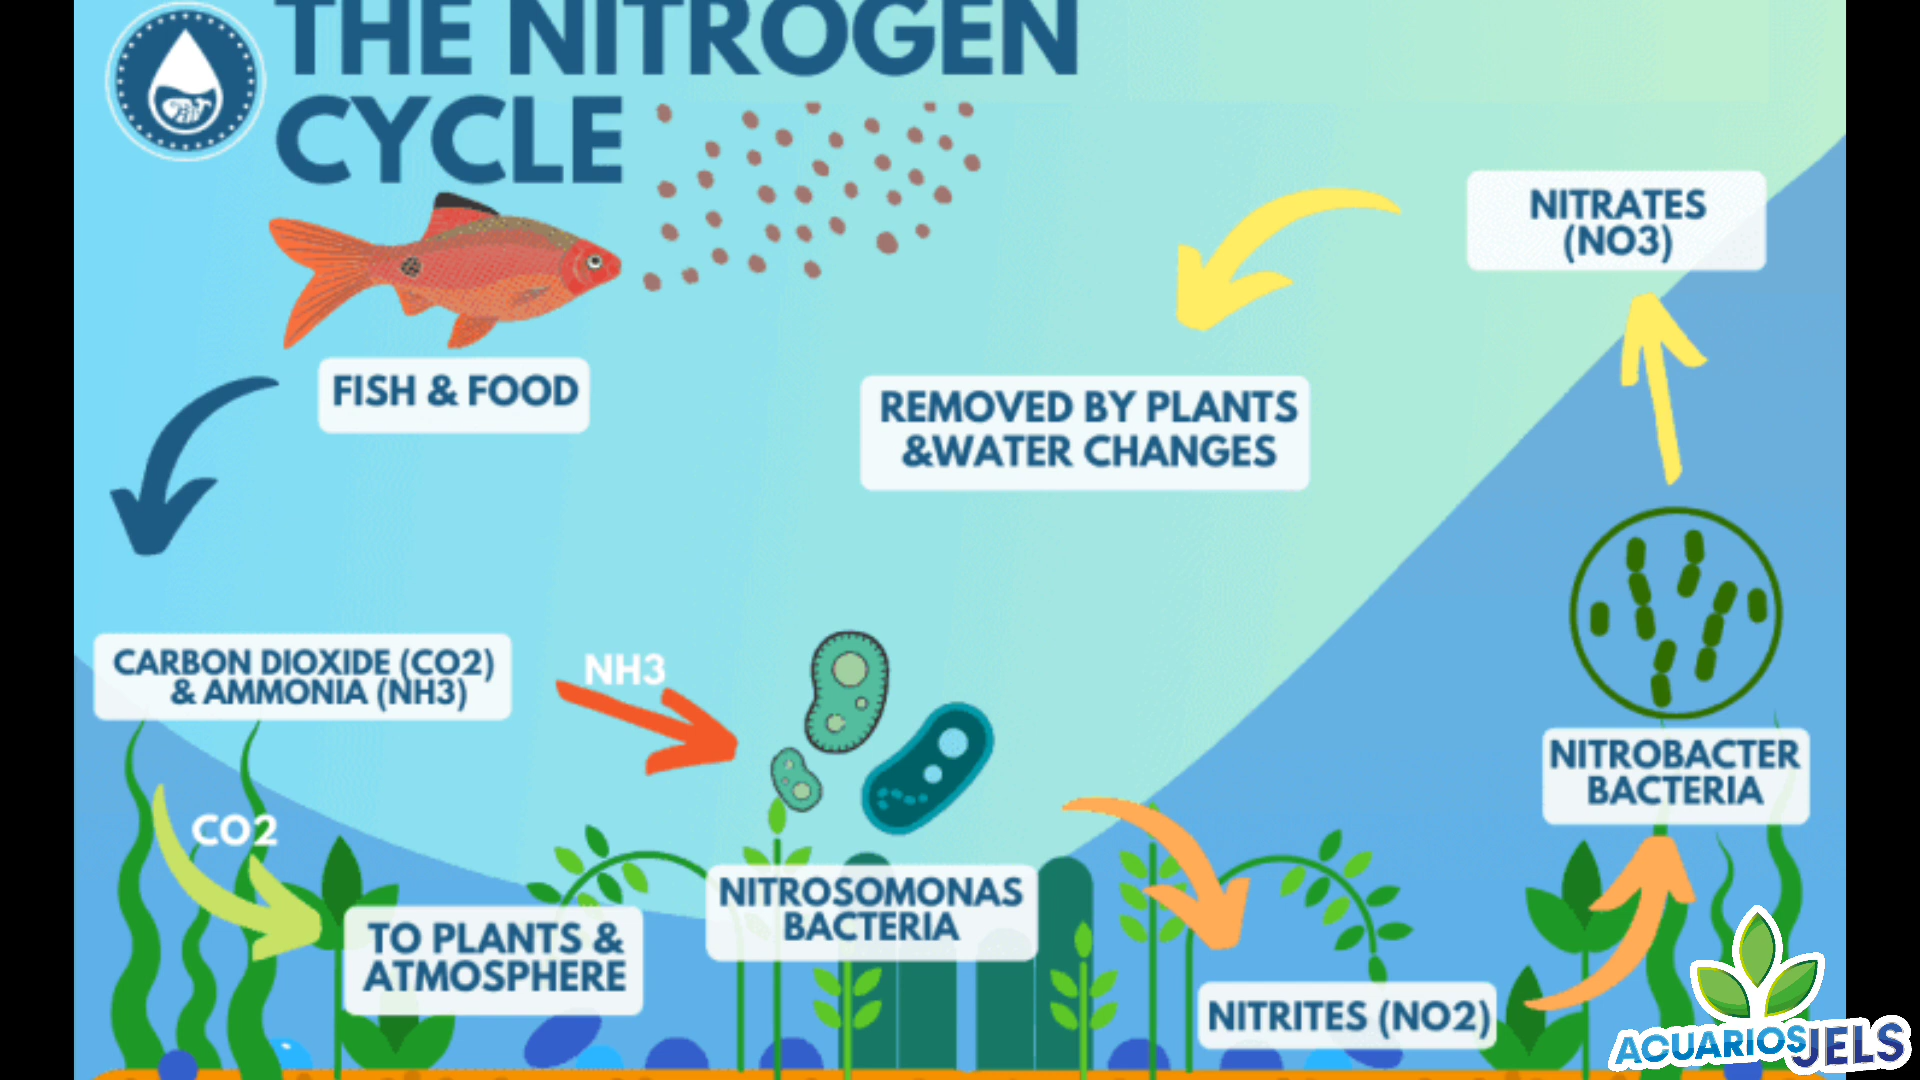 THE NITROGEN
CYCLE
NITRATES
(NO3)
FISH & FOOD
REMOVED BY PLANTS
&WATER CHANGES
CARBON DIOXIDE (CO2)
& AMMONIA (NH3)
NH3
CO2
NITROBACTER
BACTERIA
NITROSOMONAS
BACTERIA
TO PLANTS &
ATMOSPHERE
NITRITES (NO2)
ACUARIOSJELS